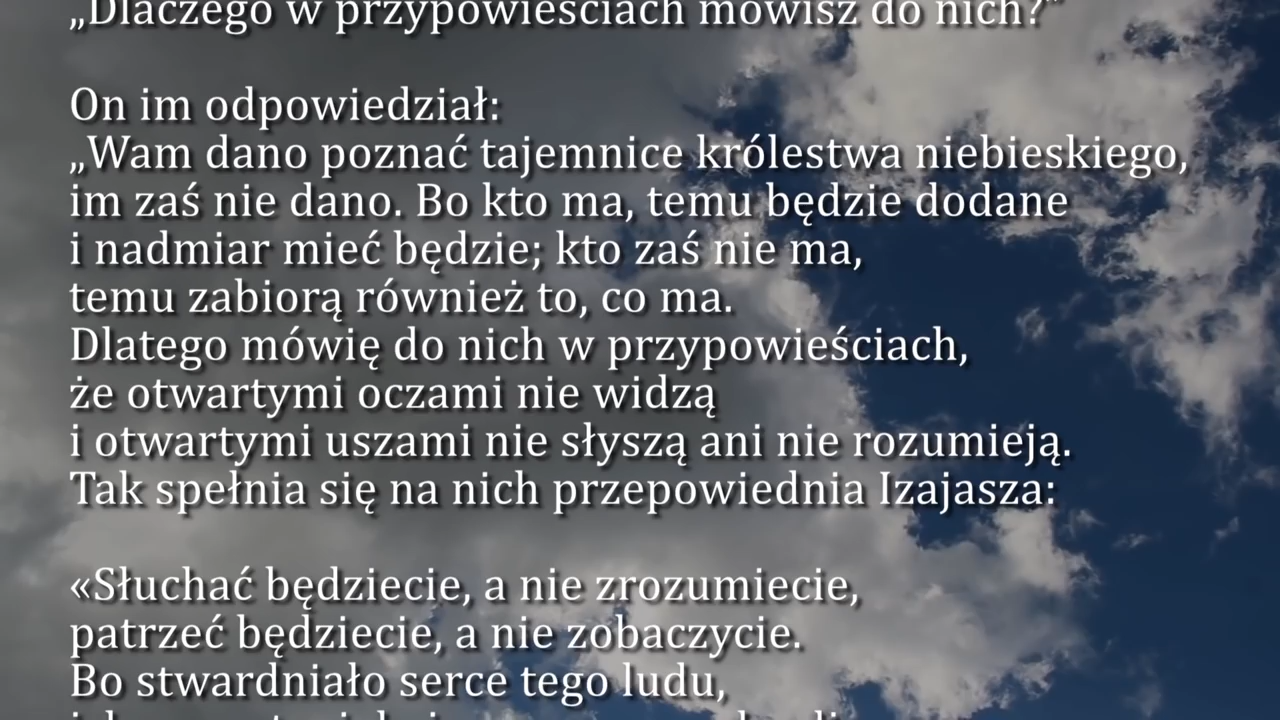 „Dlaczego w przypowieściach mówisz do nich?”
On im odpowiedział:
„Wam dano poznać tajemnice królestwa niebieskiego,
im zaś nie dano. Bo kto ma, temu będzie dodane
i nadmiar mieć będzie; kto zaś nie ma,
temu zabiorą również to, co ma.
Dlatego mówię do nich w przypowieściach,
że otwartymi oczami nie widzą
i otwartymi uszami nie słyszą ani nie rozumieją.
Tak spełnia się na nich przepowiednia Izajasza:
«Słuchać będziecie, a nie zrozumiecie,
patrzeć będziecie, a nie zobaczycie.
Bo stwardniało serce tego ludu,